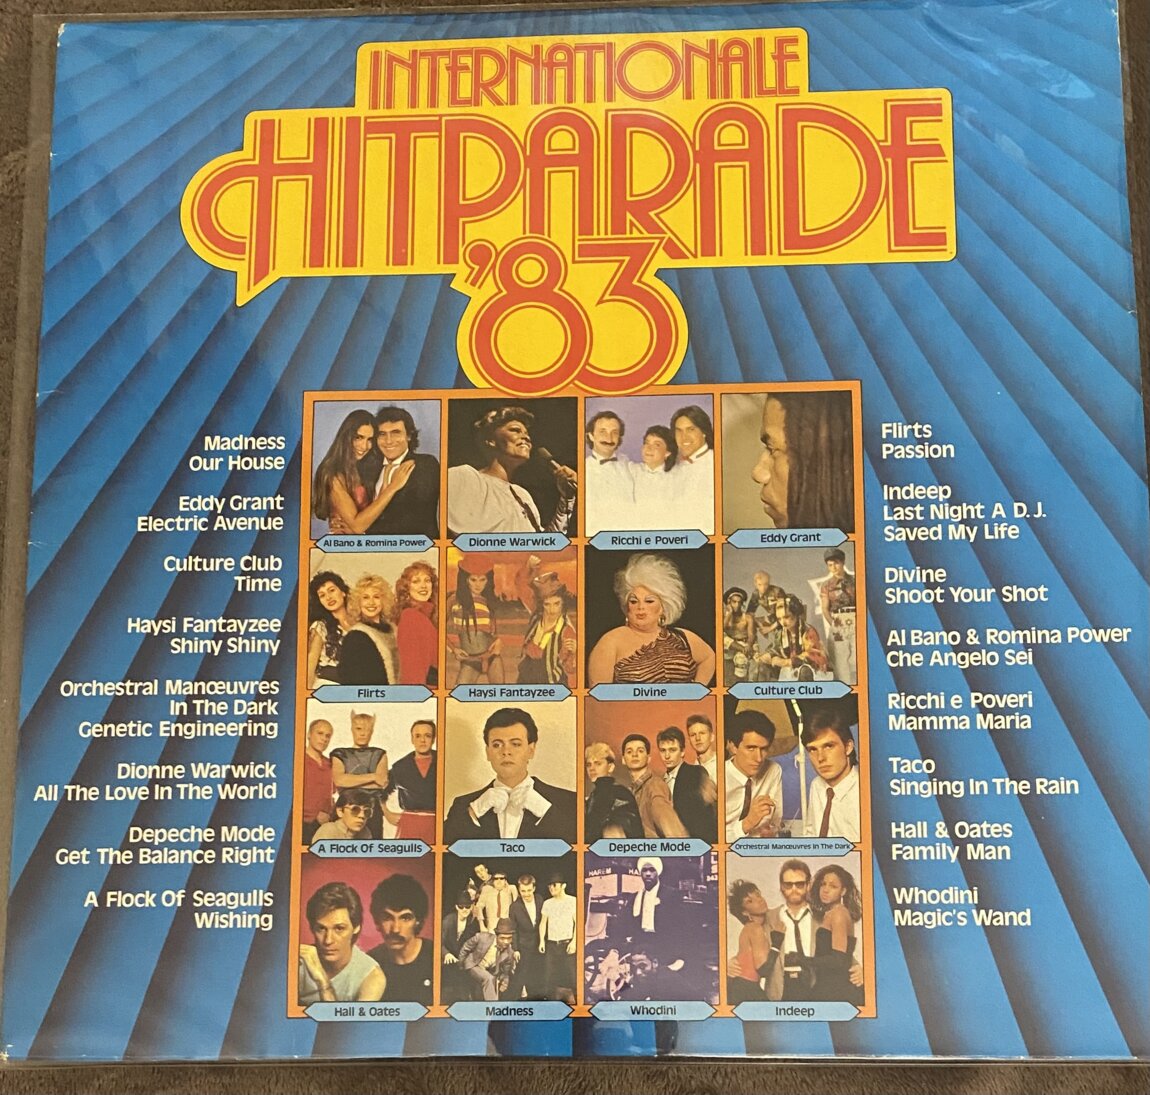 INTERNATIONALE
HITPARADE
'83
Madness
Our House
Eddy Grant
Electric Avenue
Culture Club
Time
Haysi Fantayzee
Shiny Shiny
Orchestral Manœuvres
In The Dark
Genetic Engineering
Dionne Warwick
All The Love In The World
Depeche Mode
Get The Balance Right
A Flock Of Seagulls
Wishing
Al Bano & Romina Power
Dionne Warwick
Ricchi e Poveri
Eddy Grant
Flirts
Haysi Fantayzee
Divine
Culture Club
A Flock Of Seagulls
Taco
Depeche Mode
Orchestral Manœuvres In The Dark
HAREM
Hall & Oates
Madness
Whodini
Indeep
Flirts
Passion
Indeep
Last Night A D.J.
Saved My Life
Divine
Shoot Your Shot
Al Bano & Romina Power
Che Angelo Sei
Ricchi e Poveri
Mamma Maria
Taco
Singing In The Rain
Hall & Oates
Family Man
Whodini
Magic's Wand